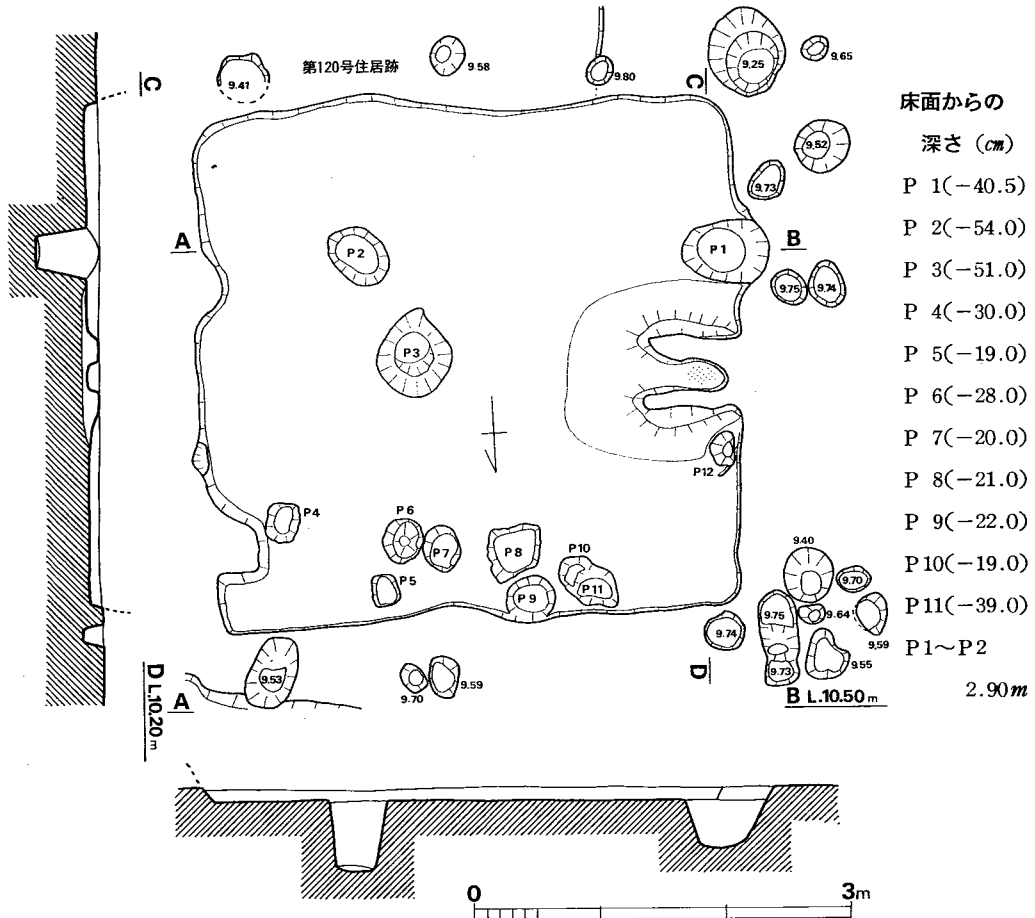 第120号住居跡
9.41
9.58
9.80
C
C
9.25
9.65
9.52
9.73
A
P2
P1
B
9.75
9.74
P3
P12
P4
P6
P7
P8
P10
P5
P9
P11
9.40
9.70
9.75
9.64
9.59
9.74
9.55
9.73
D
9.53
9.70
9.59
D L.10.20m
A
B L.10.50m
0
3m
床面からの
深さ (cm)
P 1(−40.5)
P 2(−54.0)
P 3(−51.0)
P 4(−30.0)
P 5(−19.0)
P 6(−28.0)
P 7(−20.0)
P 8(−21.0)
P 9(−22.0)
P10(−19.0)
P11(−39.0)
P1〜P2
2.90m